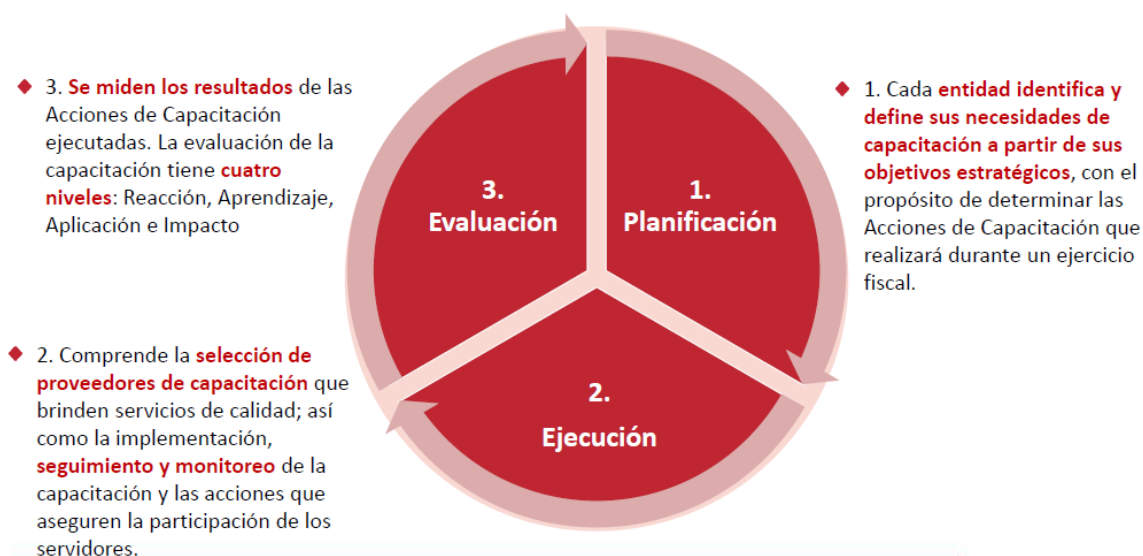 3. Se miden los resultados de las
Acciones de Capacitación
ejecutadas. La evaluación de la
capacitación tiene cuatro
niveles: Reacción, Aprendizaje,
Aplicación e Impacto
1. Cada entidad identifica y
define sus necesidades de
capacitación a partir de sus
objetivos estratégicos, con el
propósito de determinar las
Acciones de Capacitación que
realizará durante un ejercicio
fiscal.
3.
Evaluación
1.
Planificación
2.
Ejecución
2. Comprende la selección de
proveedores de capacitación que
brinden servicios de calidad; así
como la implementación,
seguimiento y monitoreo de la
capacitación y las acciones que
aseguren la participación de los
servidores.